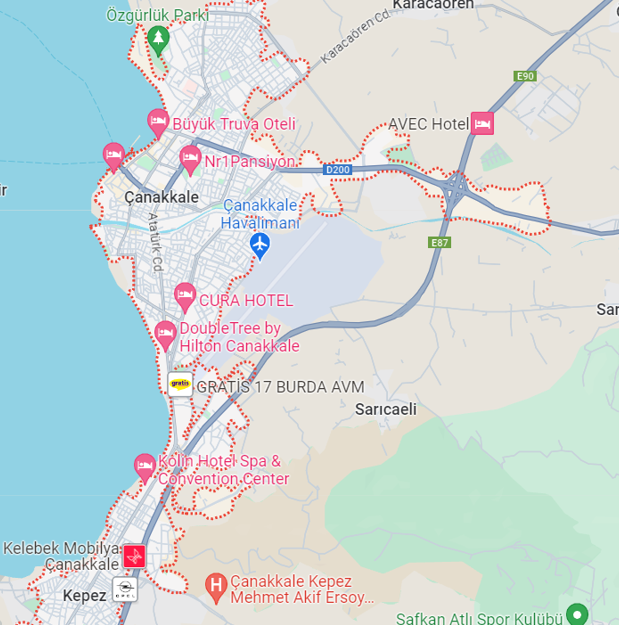 Özgürlük Parkı
Karacaören
Karacaören Cd
E90
Büyük Truva Oteli
AVEC Hotel
Nr1Pansiyon
D200
Çanakkale
Çanakkale
Havalimanı
Atatürk Cd
E87
CURA HOTEL
DoubleTree by
Hilton Canakkale
gratis
GRATIS 17 BURDA AVM
Sarıcaeli
Kolin Hotel Spa &
Convention Center
Kelebek Mobilya
Çanakkale
OPEL
Kepez
H
Çanakkale Kepez
Mehmet Akif Ersoy...
Safkan Atlı Spor Kulübü